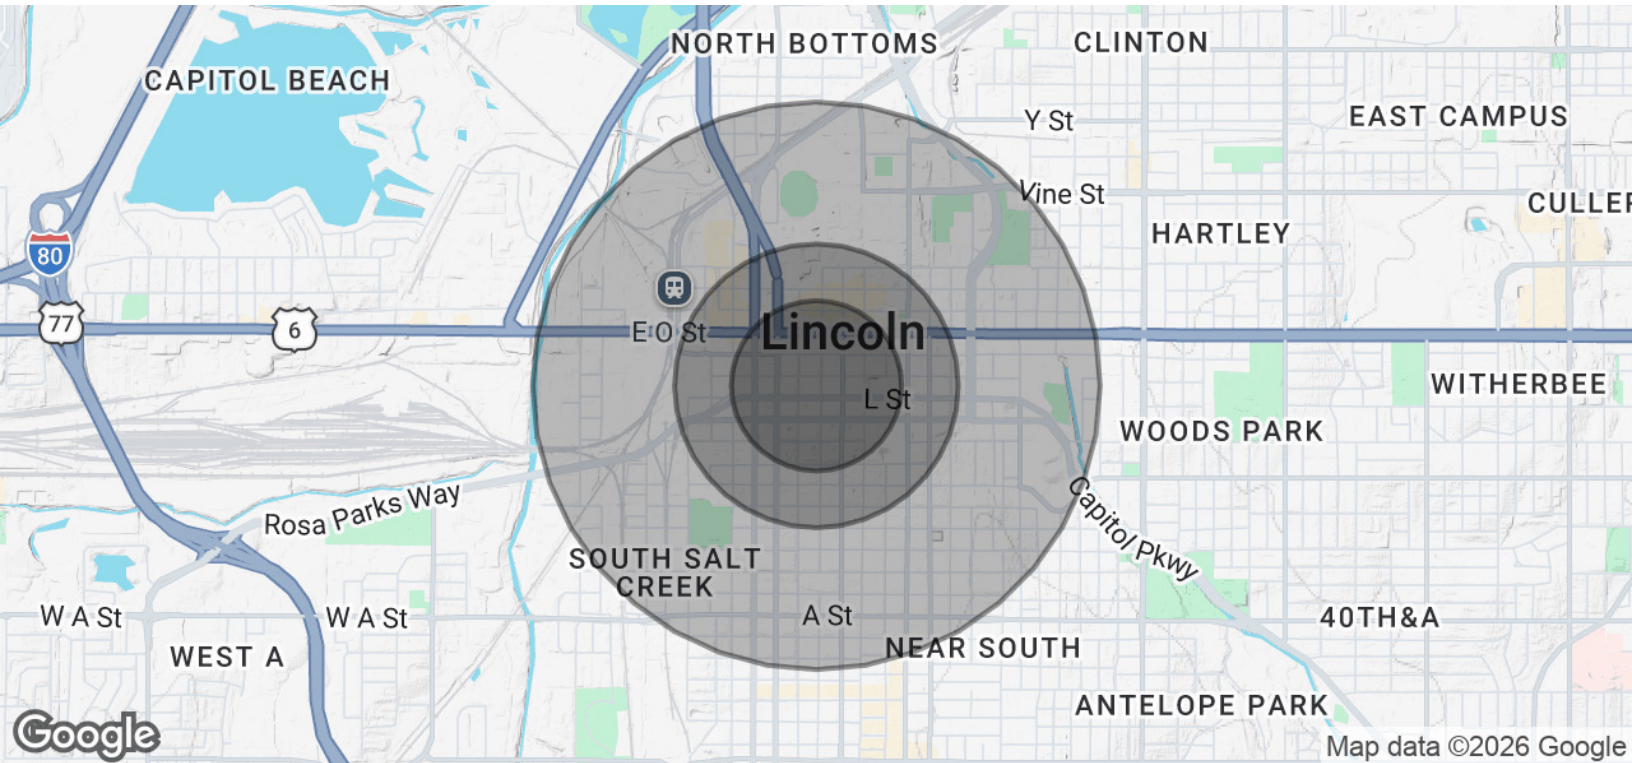 NORTH BOTTOMS
CLINTON
CAPITOL BEACH
EAST CAMPUS
Y St
Vine St
CULLER
HARTLEY
80
77
6
E O St
Lincoln
WITHERBEE
L St
WOODS PARK
Rosa Parks Way
Capitol Pkwy
SOUTH SALT
CREEK
W A St
W A St
A St
40TH&A
NEAR SOUTH
WEST A
ANTELOPE PARK
Google
Map data ©2026 Google